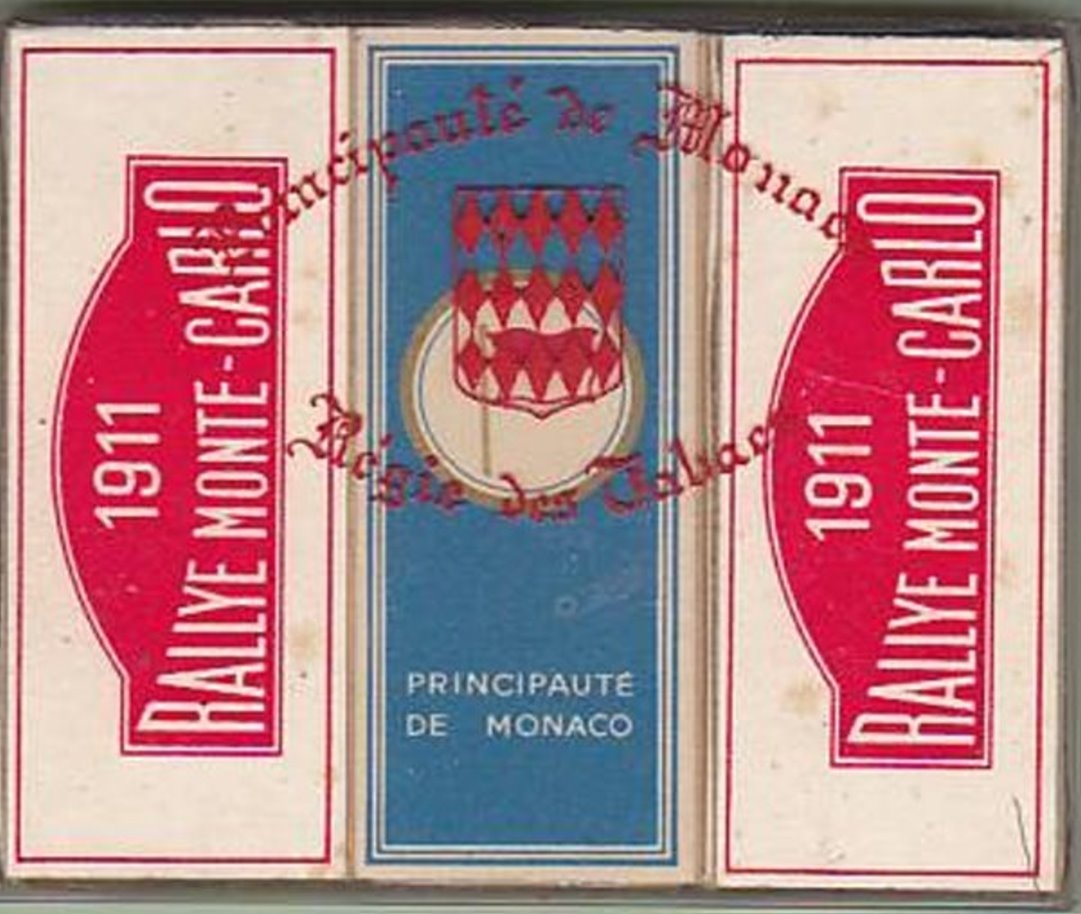 Principauté de Monaco
Régie des Tabacs
1911
RALLYE MONTE-CARLO
PRINCIPAUTÉ
DE MONACO
1911
RALLYE MONTE-CARLO